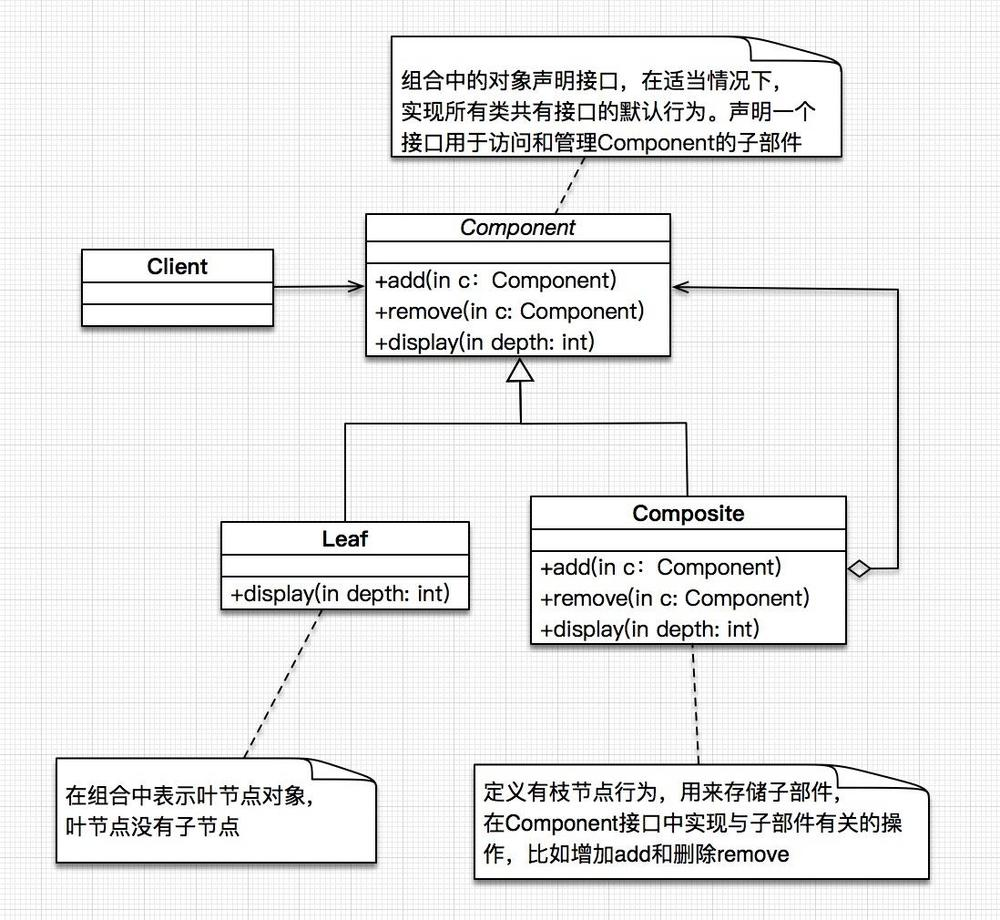 组合中的对象声明接口，在适当情况下，
实现所有类共有接口的默认行为。声明一个
接口用于访问和管理Component的子部件
Component
+add(in c：Component)
+remove(in c: Component)
+display(in depth: int)
Client
Leaf
+display(in depth: int)
Composite
+add(in c：Component)
+remove(in c: Component)
+display(in depth: int)
在组合中表示叶节点对象，
叶节点没有子节点
定义有枝节点行为，用来存储子部件，
在Component接口中实现与子部件有关的操
作，比如增加add和删除remove